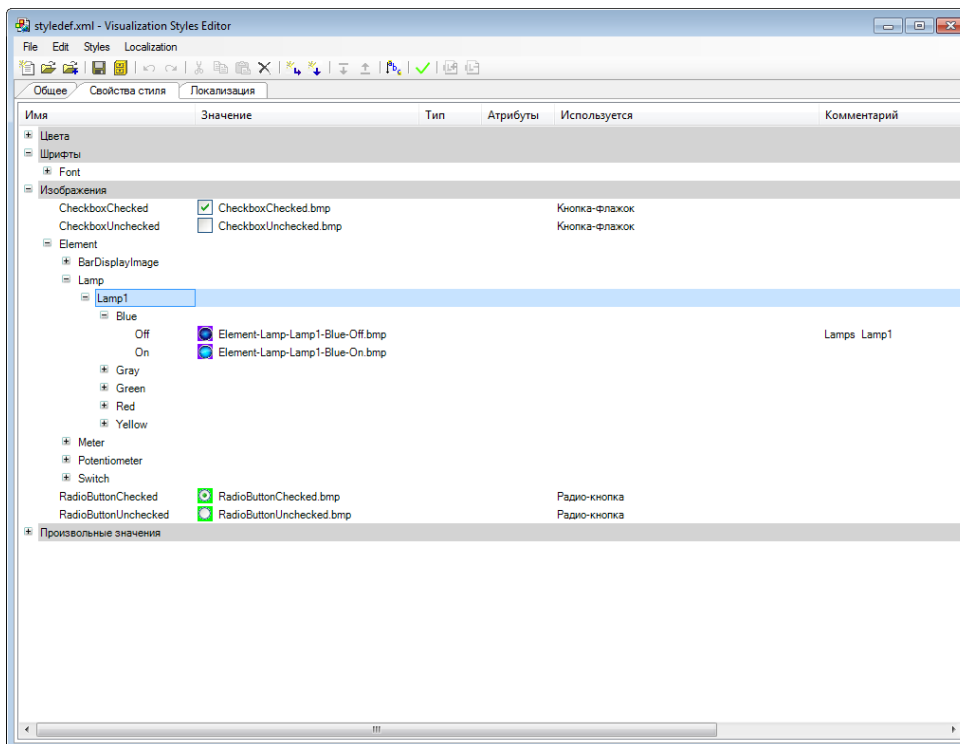 styledef.xml - Visualization Styles Editor
File Edit Styles Localization
Общее Свойства стиля Локализация
Имя Значение Тип Атрибуты Используется Комментарий
Цвета
Шрифты
Font
Изображения
CheckboxChecked CheckboxChecked.bmp Кнопка-флажок
CheckboxUnchecked CheckboxUnchecked.bmp Кнопка-флажок
Element
BarDisplayImage
Lamp
Lamp1
Blue
Off Element-Lamp-Lamp1-Blue-Off.bmp Lamps Lamp1
On Element-Lamp-Lamp1-Blue-On.bmp
Gray
Green
Red
Yellow
Meter
Potentiometer
Switch
RadioButtonChecked RadioButtonChecked.bmp Радио-кнопка
RadioButtonUnchecked RadioButtonUnchecked.bmp Радио-кнопка
Произвольные значения